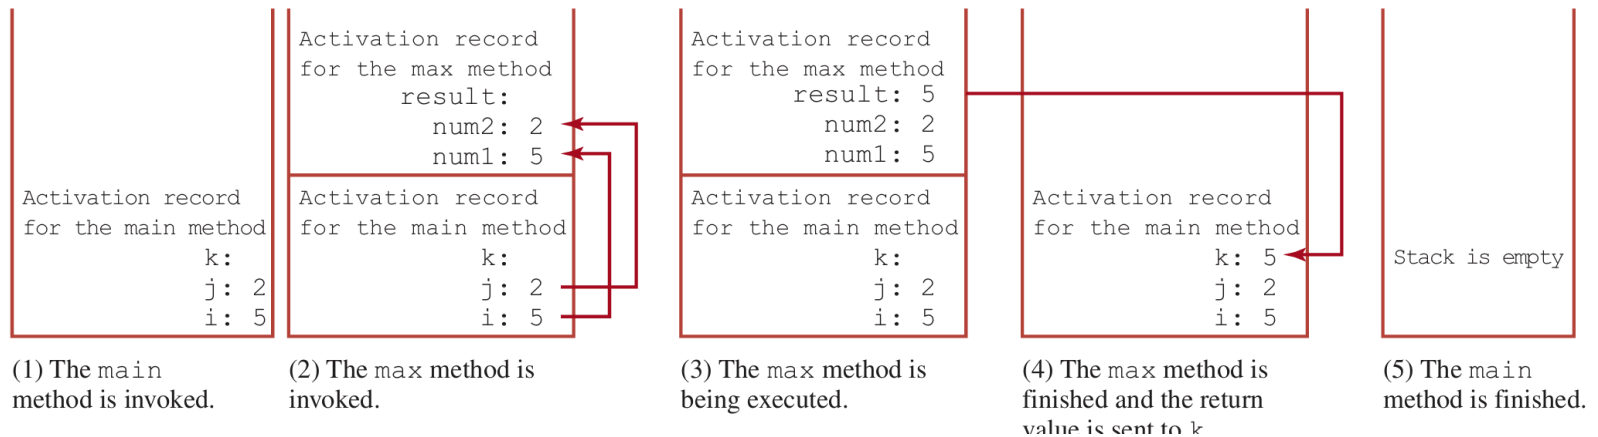 Activation record
for the main method
k:
j: 2
i: 5
(1) The main
method is invoked.
Activation record
for the max method
result:
num2: 2
num1: 5
Activation record
for the main method
k:
j: 2
i: 5
(2) The max method is
invoked.
Activation record
for the max method
result: 5
num2: 2
num1: 5
Activation record
for the main method
k:
j: 2
i: 5
(3) The max method is
being executed.
Activation record
for the main method
k: 5
j: 2
i: 5
(4) The max method is
finished and the return
value is sent to k
Stack is empty
(5) The main
method is finished.